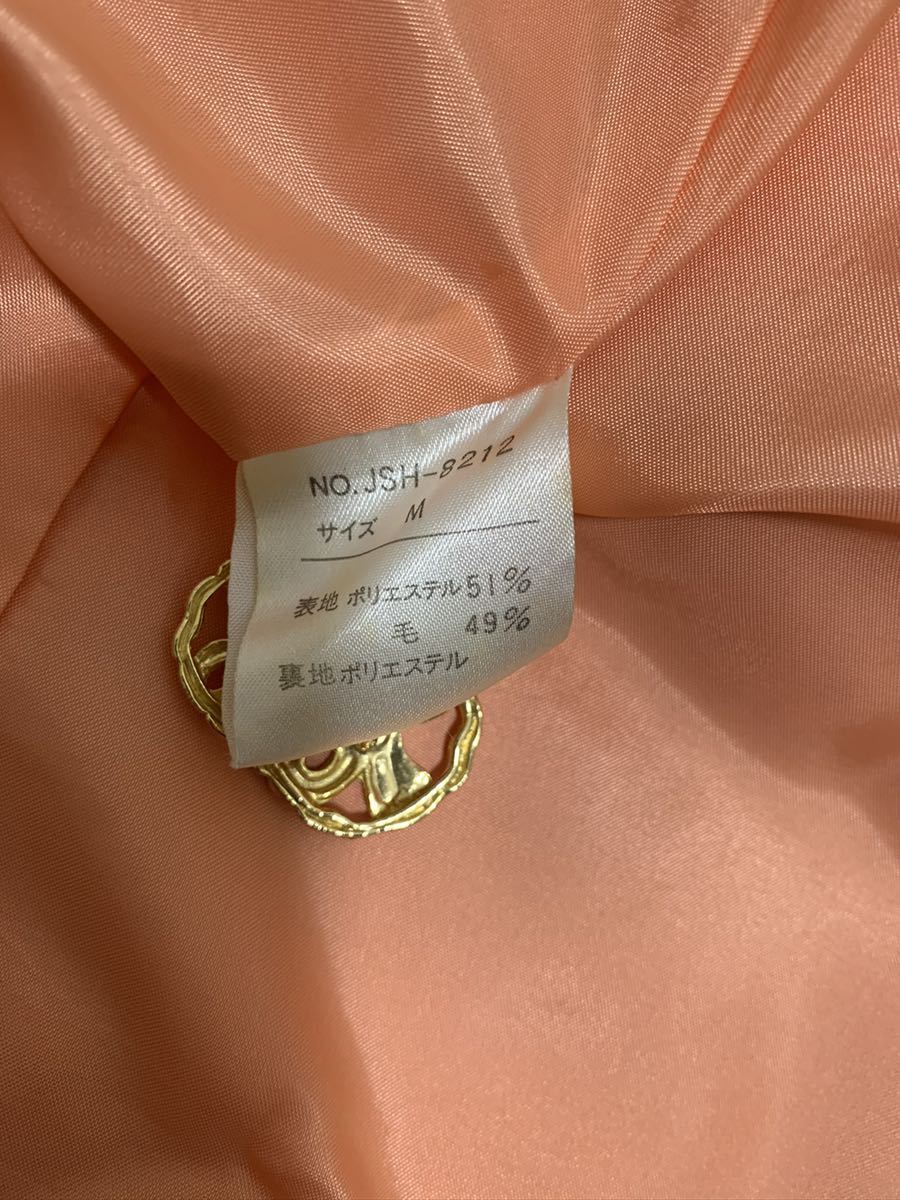 NO.JSH-8212
サイズ M
表地 ポリエステル51%
毛 49%
裏地ポリエステル